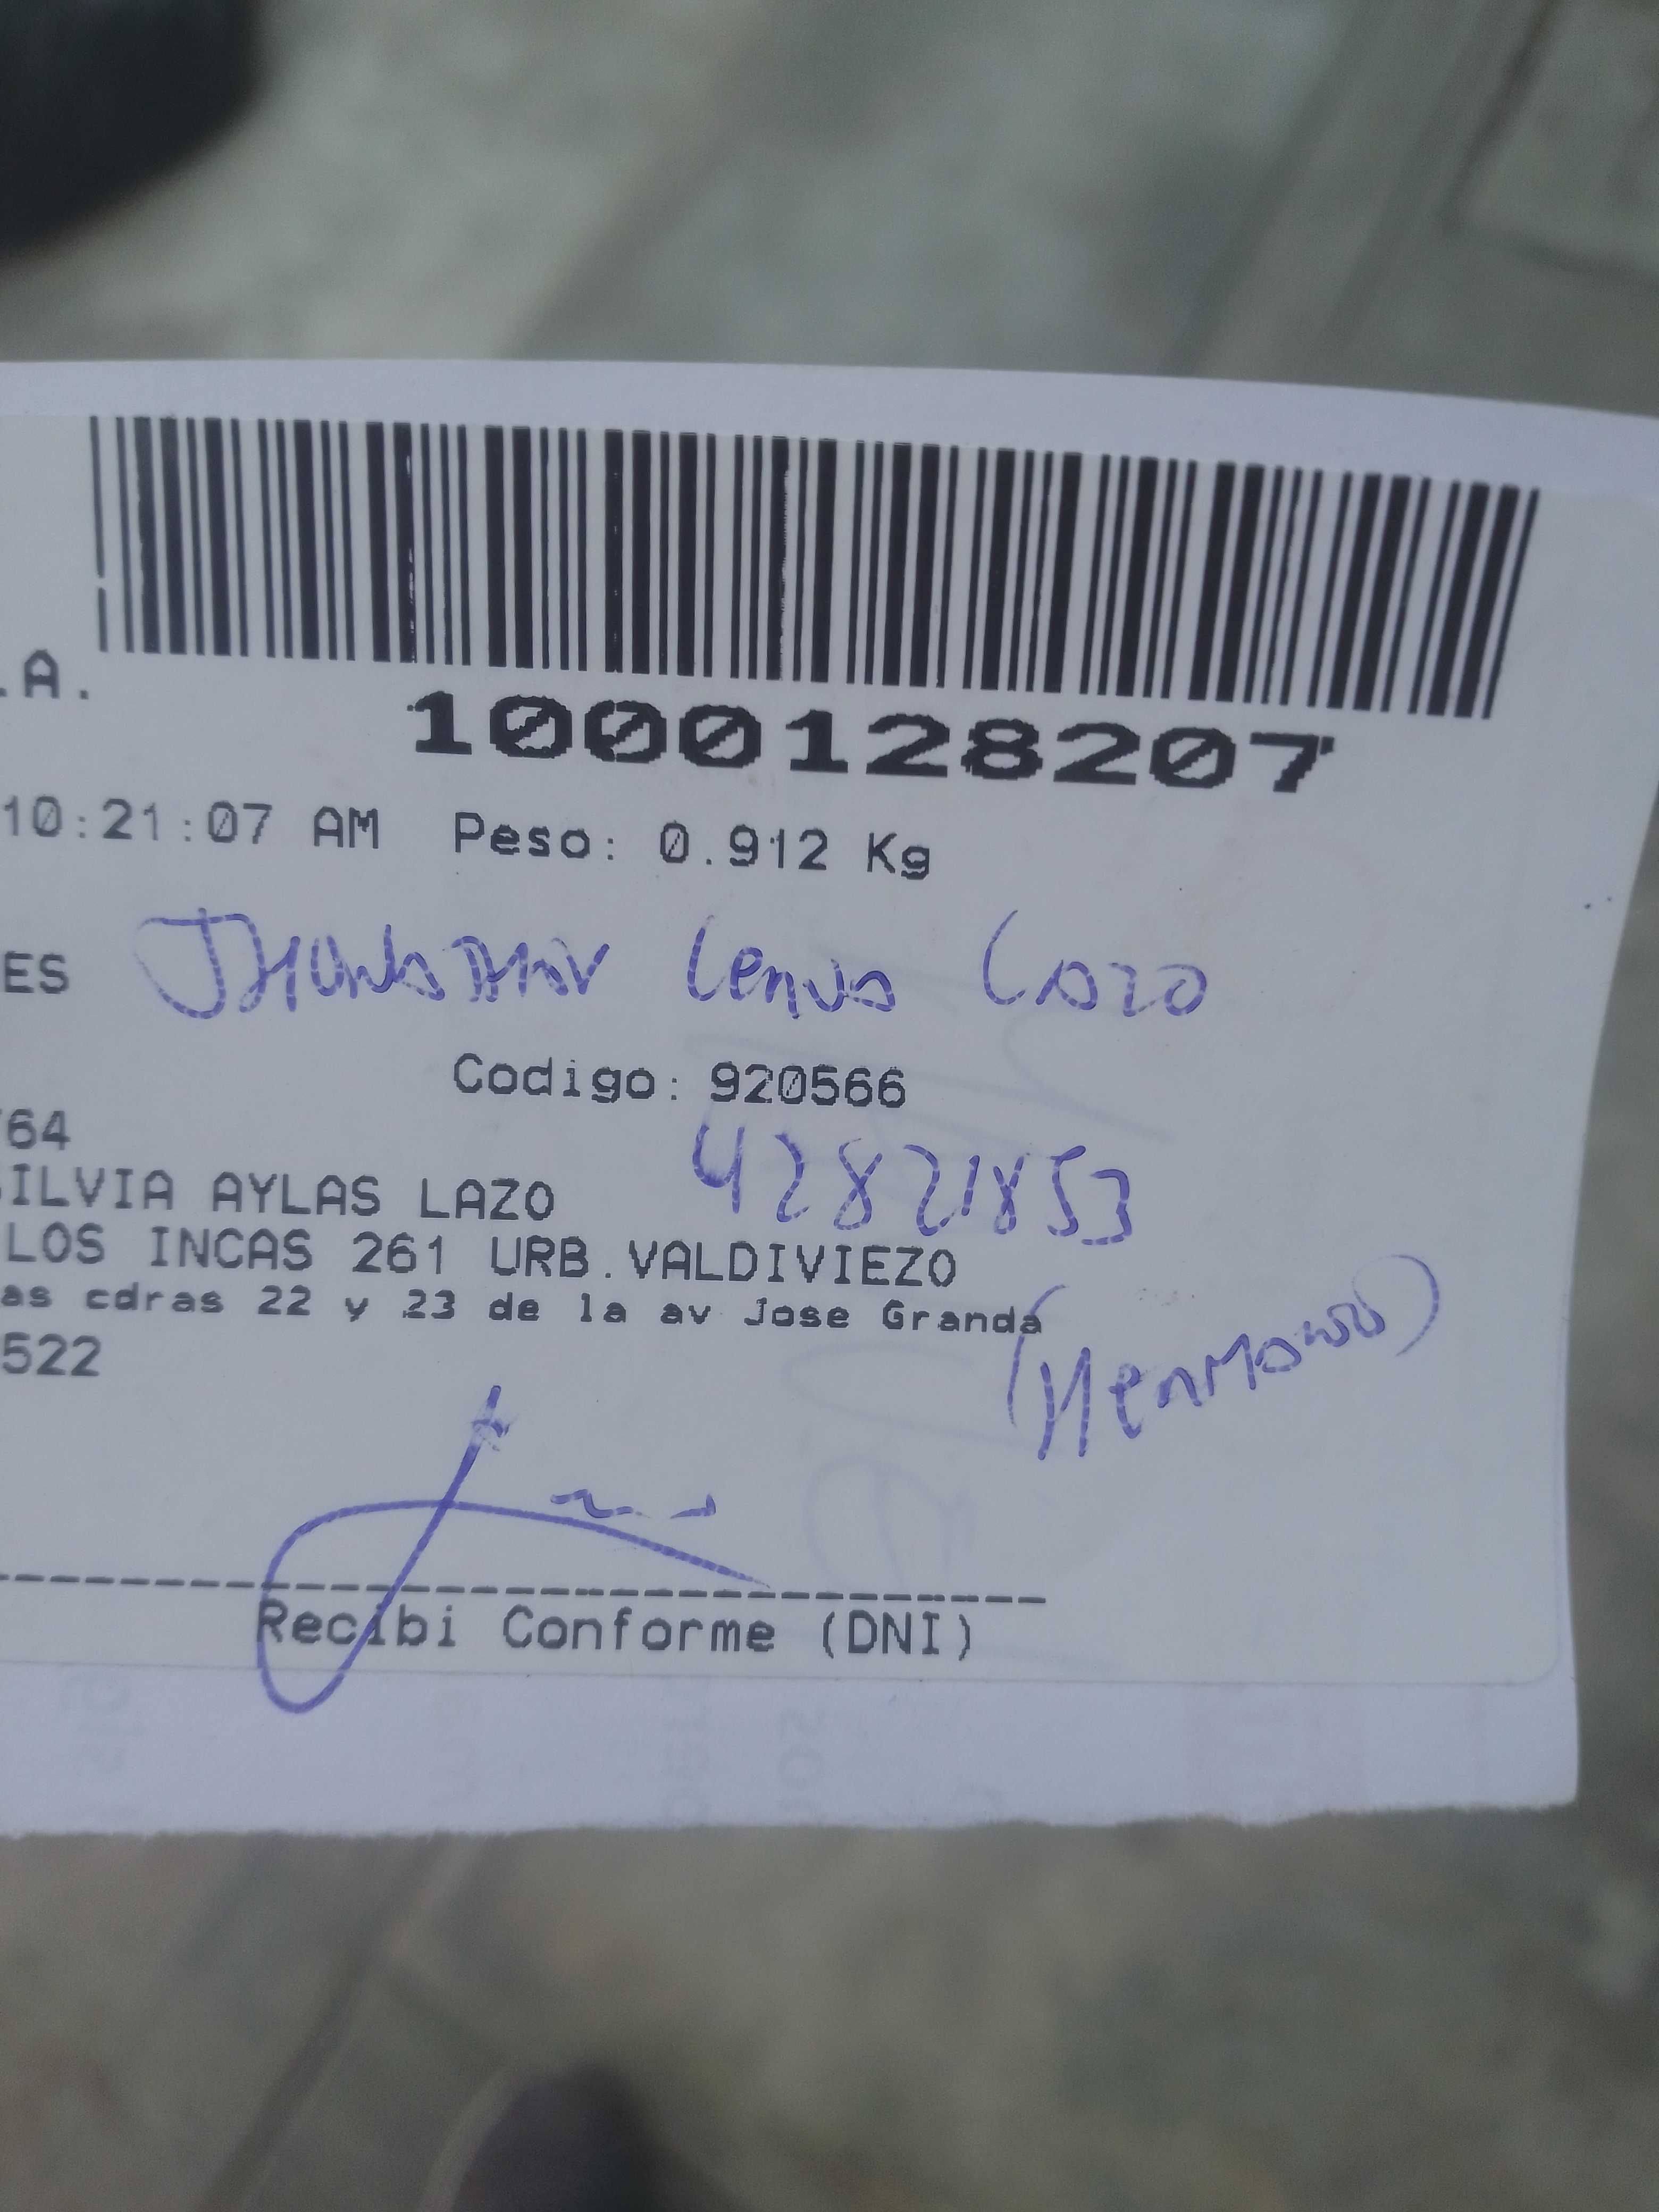 .A.
1000128207
10:21:07 AM Peso: 0.912 Kg
ES Lazo
Codigo: 920566
764
42821853
SILVIA AYLAS LAZO
LOS INCAS 261 URB.VALDIVIEZO
as cdras 22 y 23 de la av Jose Granda
522
(Hermano)
Recibi Conforme (DNI)